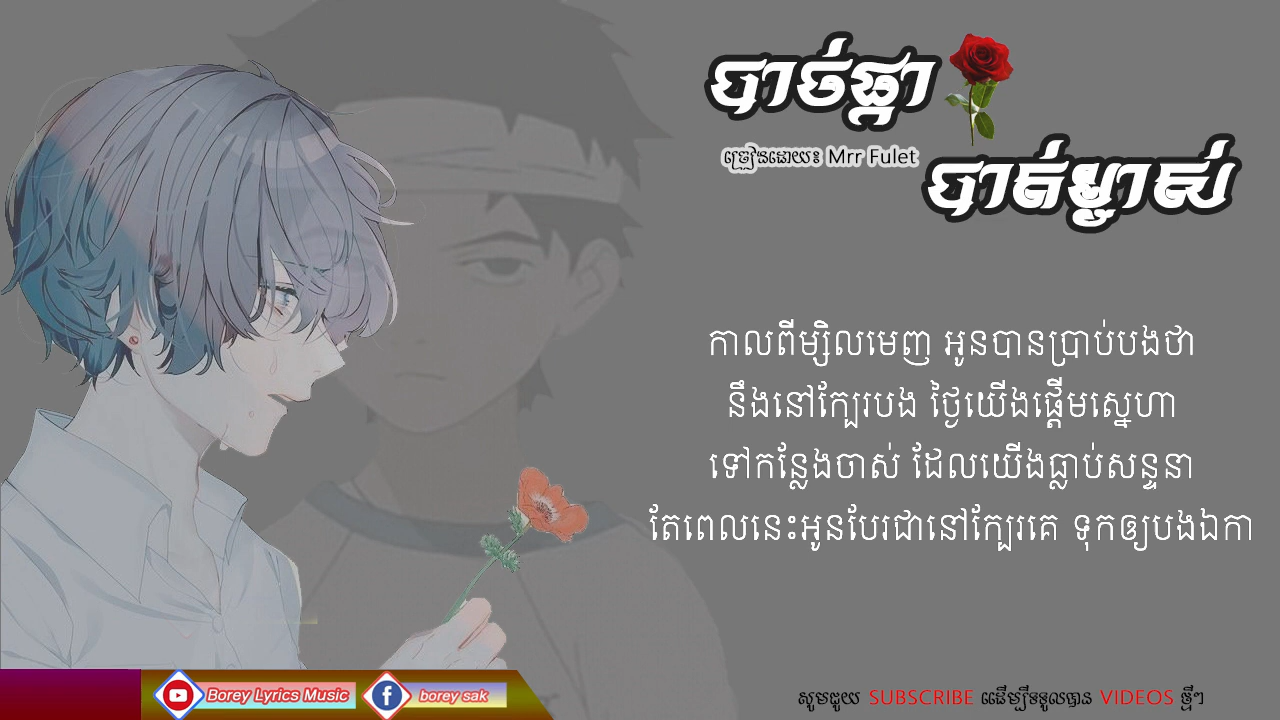 បាច់ផ្កា
ច្រៀងដោយ៖ Mrr Fulet
បាត់ម្ចាស់
កាលពីម្សិលមេញ អូនបានប្រាប់បងថា
នឹងនៅក្បែរបង ថ្ងៃយើងផ្ដើមស្នេហា
ទៅកន្លែងចាស់ ដែលយើងធ្លាប់សន្ទនា
តែពេលនេះអូនបែរជានៅក្បែរគេ ទុកឲ្យបងឯកា
Borey Lyrics Music
borey sak
សូមជួយ SUBSCRIBE ដើម្បីទទួលបាន VIDEOS ថ្មីៗ